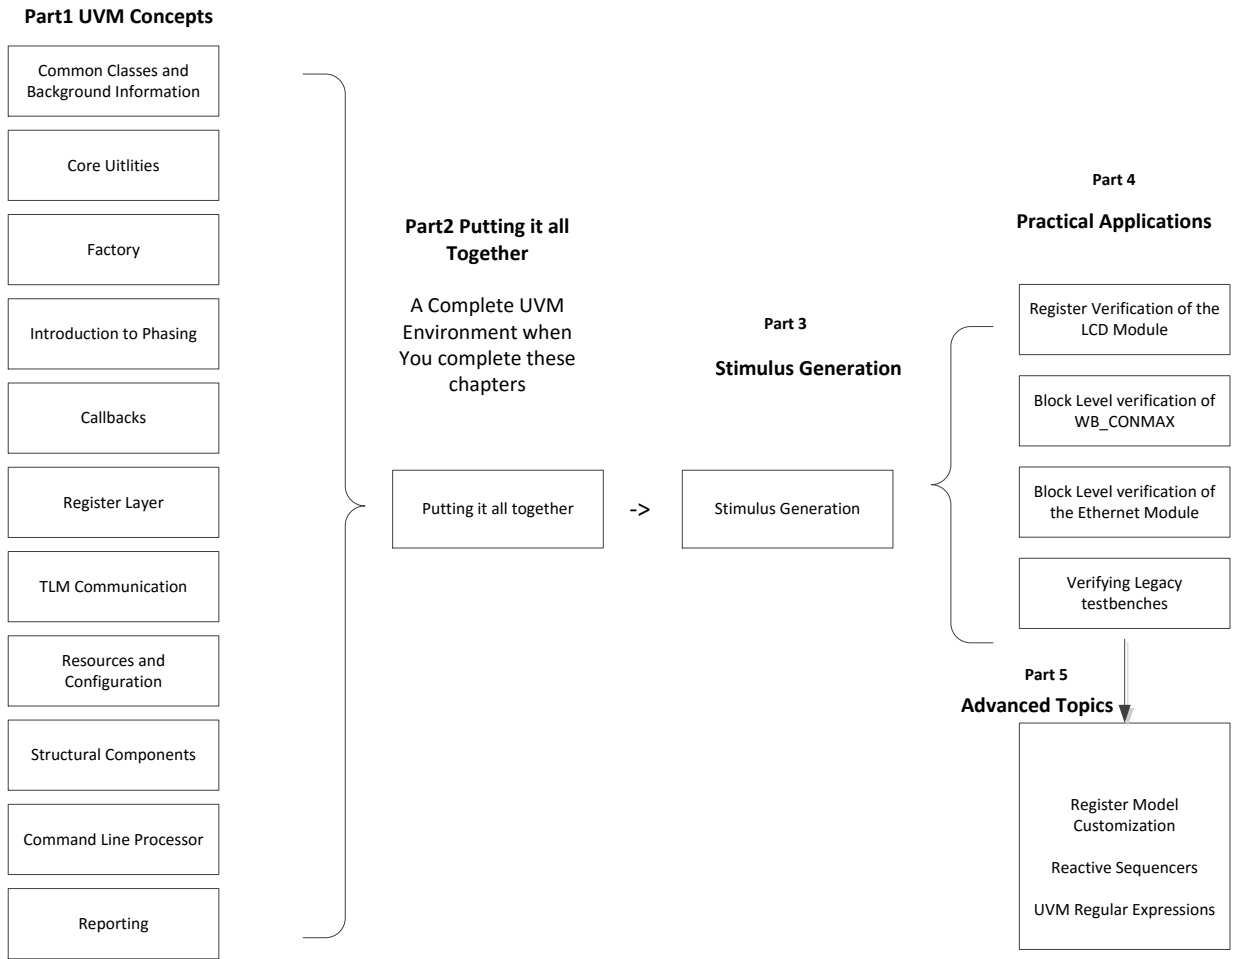 Part1 UVM Concepts
Common Classes and
Background Information
Core Uitlities
Factory
Introduction to Phasing
Callbacks
Register Layer
TLM Communication
Resources and
Configuration
Structural Components
Command Line Processor
Reporting
Part2 Putting it all
Together
A Complete UVM
Environment when
You complete these
chapters
Putting it all together
->
Part 3
Stimulus Generation
Stimulus Generation
Part 4
Practical Applications
Register Verification of the
LCD Module
Block Level verification of
WB_CONMAX
Block Level verification of
the Ethernet Module
Verifying Legacy
testbenches
Part 5
Advanced Topics
Register Model
Customization
Reactive Sequencers
UVM Regular Expressions